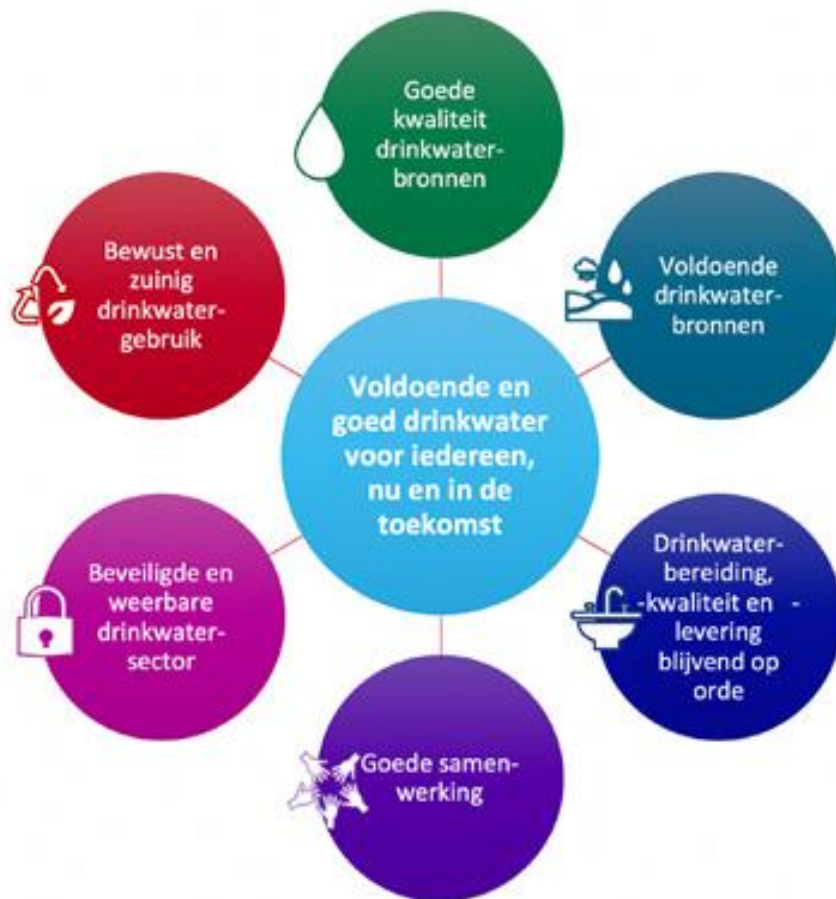 Goede
kwaliteit
drinkwater-
bronnen
Voldoende
drinkwater-
bronnen
Drinkwater-
bereiding,
-kwaliteit en -
levering
blijvend op
orde
Goede samen-
werking
Beveiligde en
weerbare
drinkwater-
sector
Bewust en
zuinig
drinkwater-
gebruik
Voldoende en
goed drinkwater
voor iedereen,
nu en in de
toekomst